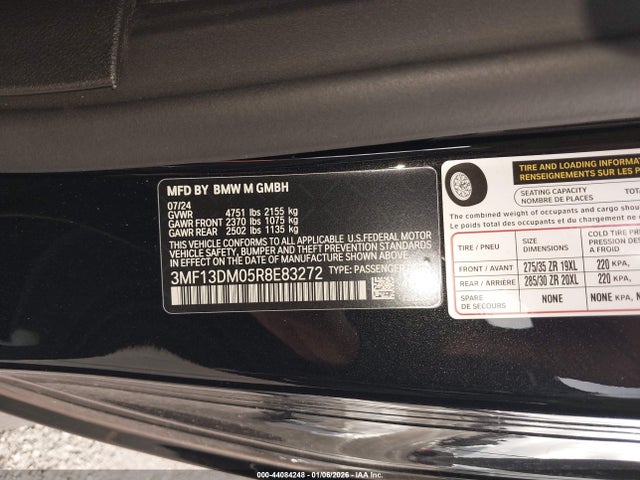 MFD BY BMW M GMBH
07/24
GVWR 4751 lbs 2155 kg
GAWR FRONT 2370 lbs 1075 kg
GAWR REAR 2502 lbs 1135 kg
THIS VEHICLE CONFORMS TO ALL APPLICABLE U.S.FEDERAL MOTOR
VEHICLE SAFETY, BUMPER AND THEFT PREVENTION STANDARDS
IN EFFECT ON THE DATE OF MANUFACTURE SHOWN ABOVE.
3MF13DM05R8E83272 TYPE: PASSENGER
TIRE AND LOADING INFORMATION
RENSEIGNEMENTS SUR LES
SEATING CAPACITY
NOMBRE DE PLACES
The combined weight of occupants and cargo should
Le poids total des occupants et du chargement ne
TIRE / PNEU
SIZE
DIMENSIONS
COLD TIRE
PRESSION
A FROID
FRONT / AVANT 275/35 ZR 19XL 220 KPA,
REAR / ARRIÈRE 285/30 ZR 20XL 220 KPA,
SPARE
DE SECOURS
NONE
NONE KPA,
000-44084248 - 01/06/2026 - IAA Inc.